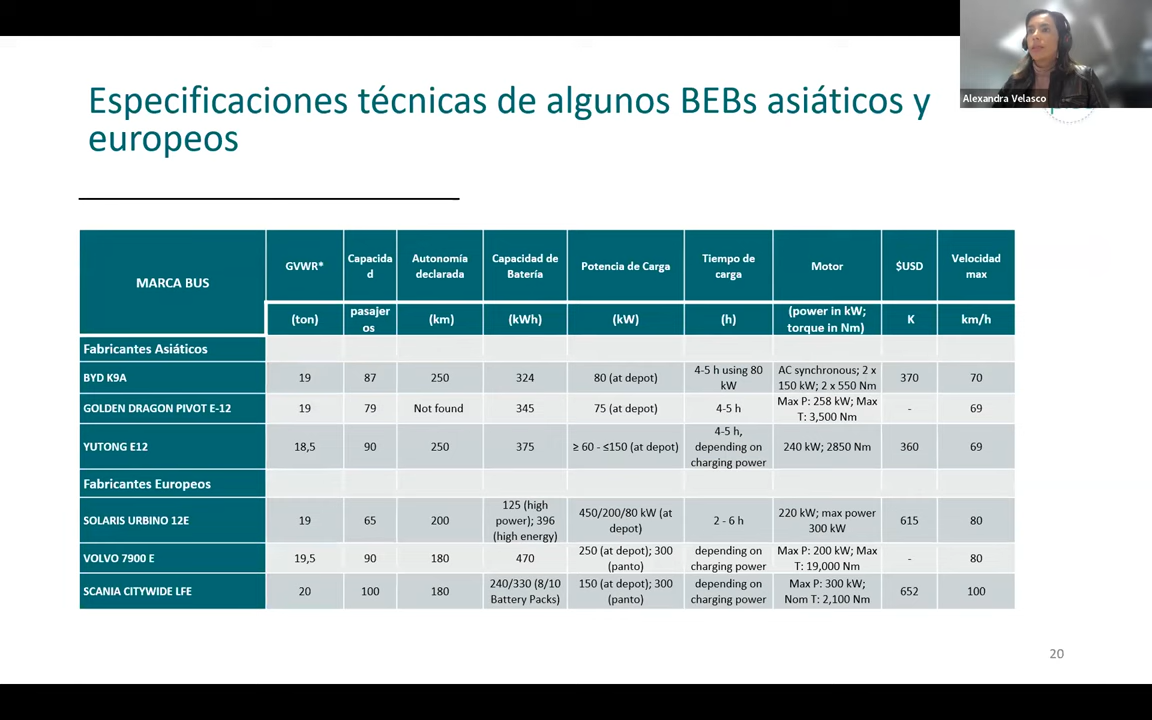 Alexandra Velasco
Especificaciones técnicas de algunos BEBs asiáticos y
europeos
MARCA BUS
GVWR*
Capacida
d
Autonomía
declarada
Capacidad de
Batería
Potencia de Carga
Tiempo de
carga
Motor
$USD
Velocidad
max
(ton)
pasajer
os
(km)
(kWh)
(kW)
(h)
(power in kW;
torque in Nm)
K
km/h
Fabricantes Asiáticos
BYD K9A
19
87
250
324
80 (at depot)
4-5 h using 80
kW
AC synchronous; 2 x
150 kW; 2 x 550 Nm
370
70
GOLDEN DRAGON PIVOT E-12
19
79
Not found
345
75 (at depot)
4-5 h
Max P: 258 kW; Max
T: 3,500 Nm
-
69
YUTONG E12
18,5
90
250
375
≥ 60 - ≤150 (at depot)
4-5 h,
depending on
charging power
240 kW; 2850 Nm
360
69
Fabricantes Europeos
SOLARIS URBINO 12E
19
65
200
125 (high
power); 396
(high energy)
450/200/80 kW (at
depot)
2 - 6 h
220 kW; max power
300 kW
615
80
VOLVO 7900 E
19,5
90
180
470
250 (at depot); 300
(panto)
depending on
charging power
Max P: 200 kW; Max
T: 19,000 Nm
-
80
SCANIA CITYWIDE LFE
20
100
180
240/330 (8/10
Battery Packs)
150 (at depot); 300
(panto)
depending on
charging power
Max P: 300 kW;
Nom T: 2,100 Nm
652
100
20